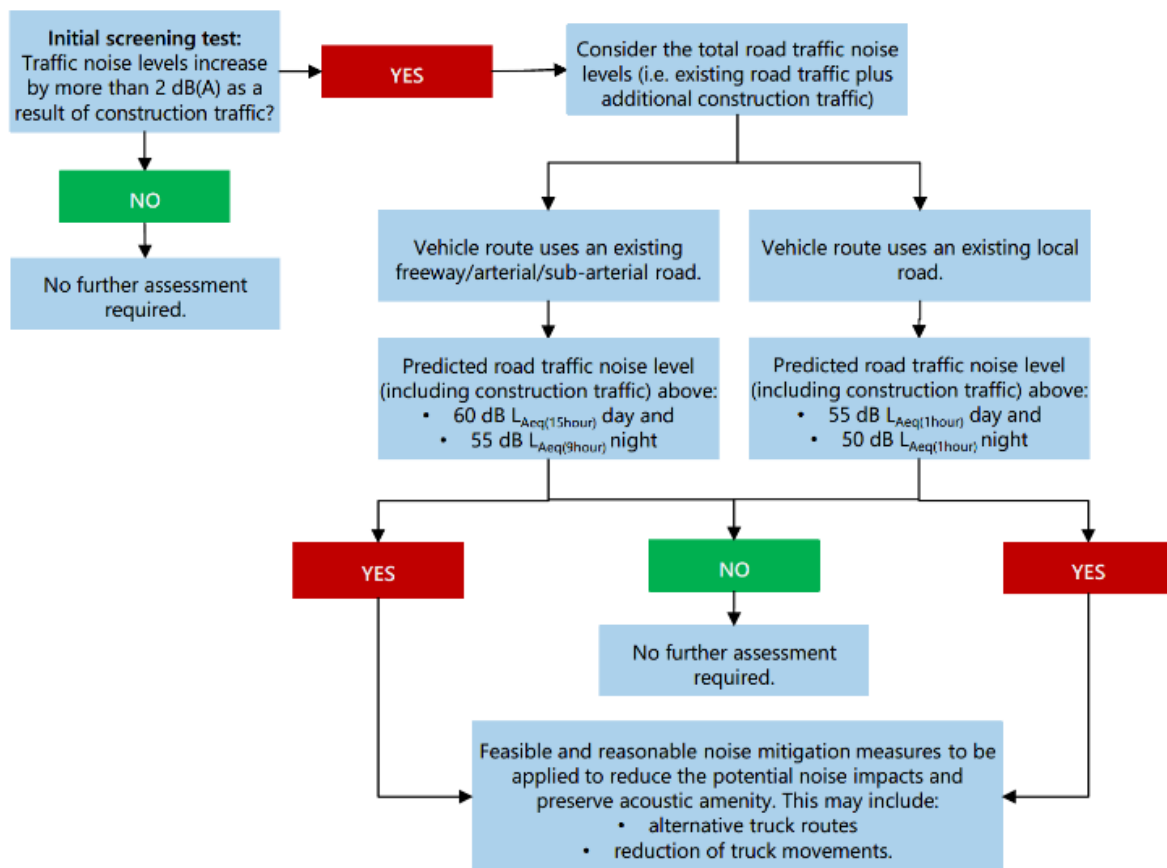 Initial screening test:
Traffic noise levels increase
by more than 2 dB(A) as a
result of construction traffic?
YES
Consider the total road traffic noise
levels (i.e. existing road traffic plus
additional construction traffic)
NO
No further assessment
required.
Vehicle route uses an existing
freeway/arterial/sub-arterial road.
Vehicle route uses an existing local
road.
Predicted road traffic noise level
(including construction traffic) above:
• 60 dB LAeq(15hour) day and
• 55 dB LAeq(9hour) night
Predicted road traffic noise level
(including construction traffic) above:
• 55 dB LAeq(1hour) day and
• 50 dB LAeq(1hour) night
YES
NO
YES
No further assessment
required.
Feasible and reasonable noise mitigation measures to be
applied to reduce the potential noise impacts and
preserve acoustic amenity. This may include:
• alternative truck routes
• reduction of truck movements.